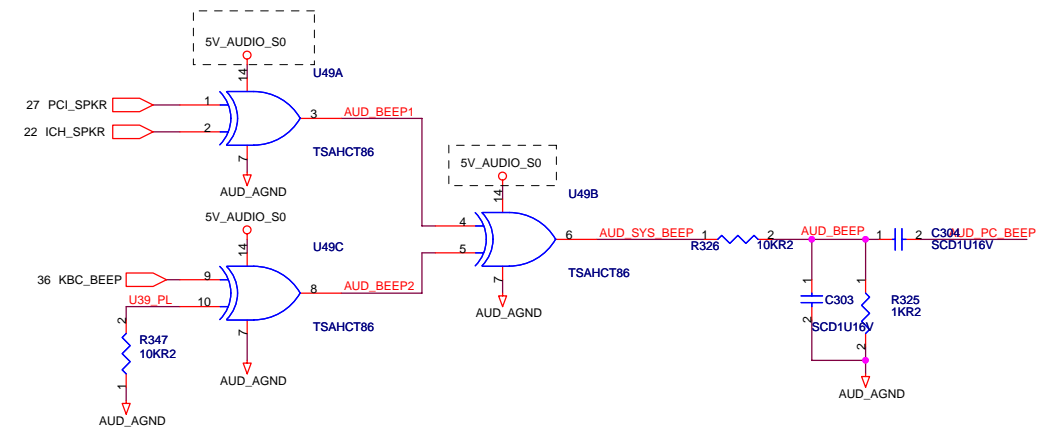 5V_AUDIO_S0
14
U49A
27 PCI_SPKR
1
3
AUD_BEEP1
22 ICH_SPKR
2
TSAHCT86
7
AUD_AGND
5V_AUDIO_S0
14
U49B
4
5
6
AUD_SYS_BEEP
1
R326
2
10KR2
AUD_BEEP
1
C304
2
AUD_PC_BEEP
SCD1U16V
TSAHCT86
7
AUD_AGND
5V_AUDIO_S0
14
U49C
36 KBC_BEEP
9
8
AUD_BEEP2
U39_PL
10
TSAHCT86
7
AUD_AGND
2
R347
10KR2
1
AUD_AGND
1
C303
2
SCD1U16V
1
R325
1KR2
2
AUD_AGND